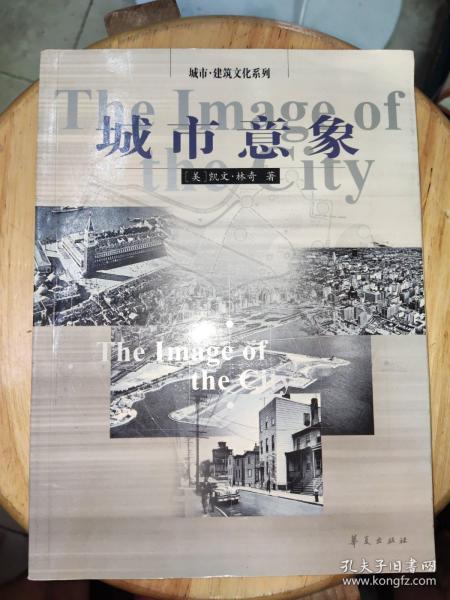 城市·建筑文化系列
The Image of
the City
城市意象
[美]凯文·林奇 著
The Image of
the City
华夏出版社
孔夫子旧书网
www.kongfz.com